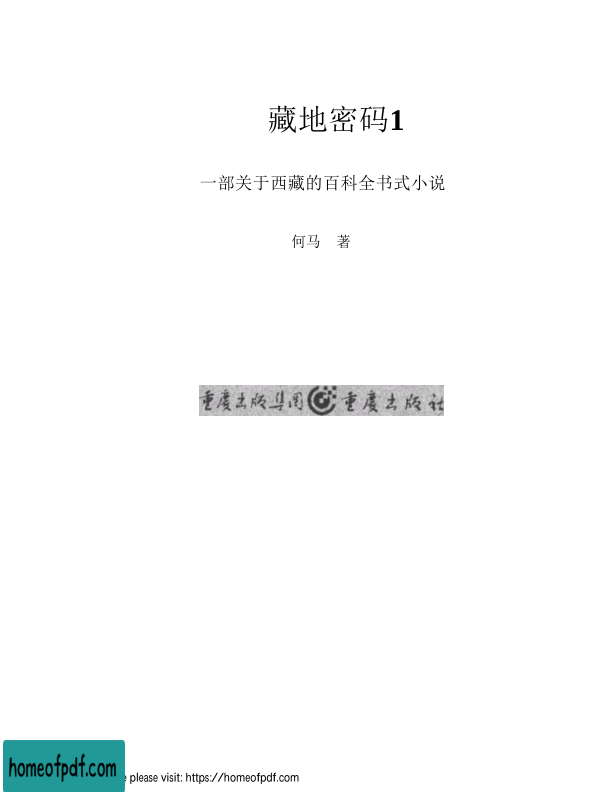 藏地密码1
一部关于西藏的百科全书式小说
何马 著
重庆出版集团 重庆出版社
homeofpdf.com
e please visit: https://homeofpdf.com